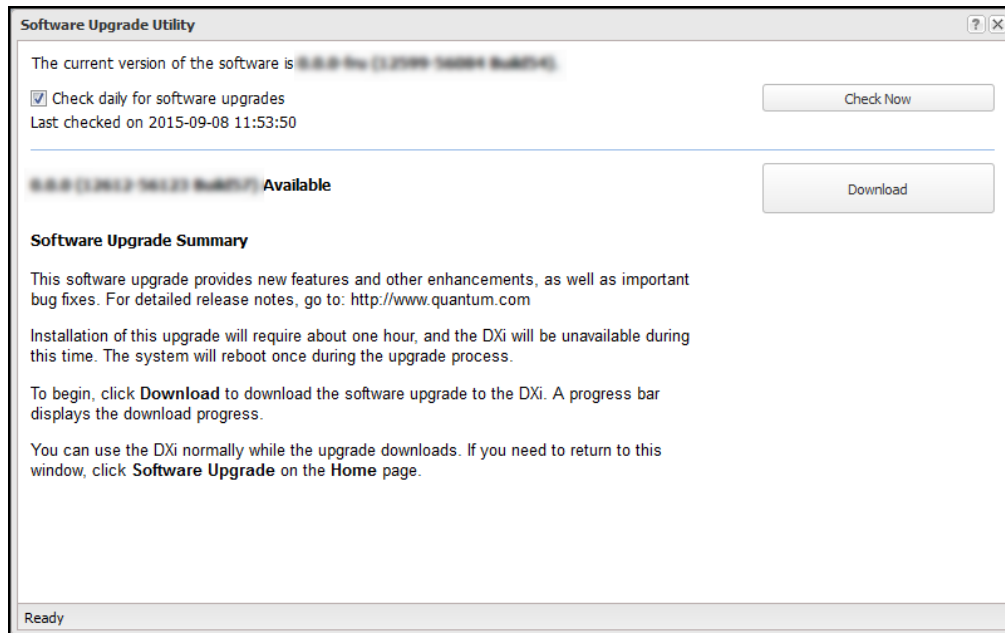 Software Upgrade Utility
?
The current version of the software is
Check daily for software upgrades
Check Now
Last checked on 2015-09-08 11:53:50
Available
Download
Software Upgrade Summary
This software upgrade provides new features and other enhancements, as well as important
bug fixes. For detailed release notes, go to: http://www.quantum.com
Installation of this upgrade will require about one hour, and the DXi will be unavailable during
this time. The system will reboot once during the upgrade process.
To begin, click Download to download the software upgrade to the DXi. A progress bar
displays the download progress.
You can use the DXi normally while the upgrade downloads. If you need to return to this
window, click Software Upgrade on the Home page.
Ready